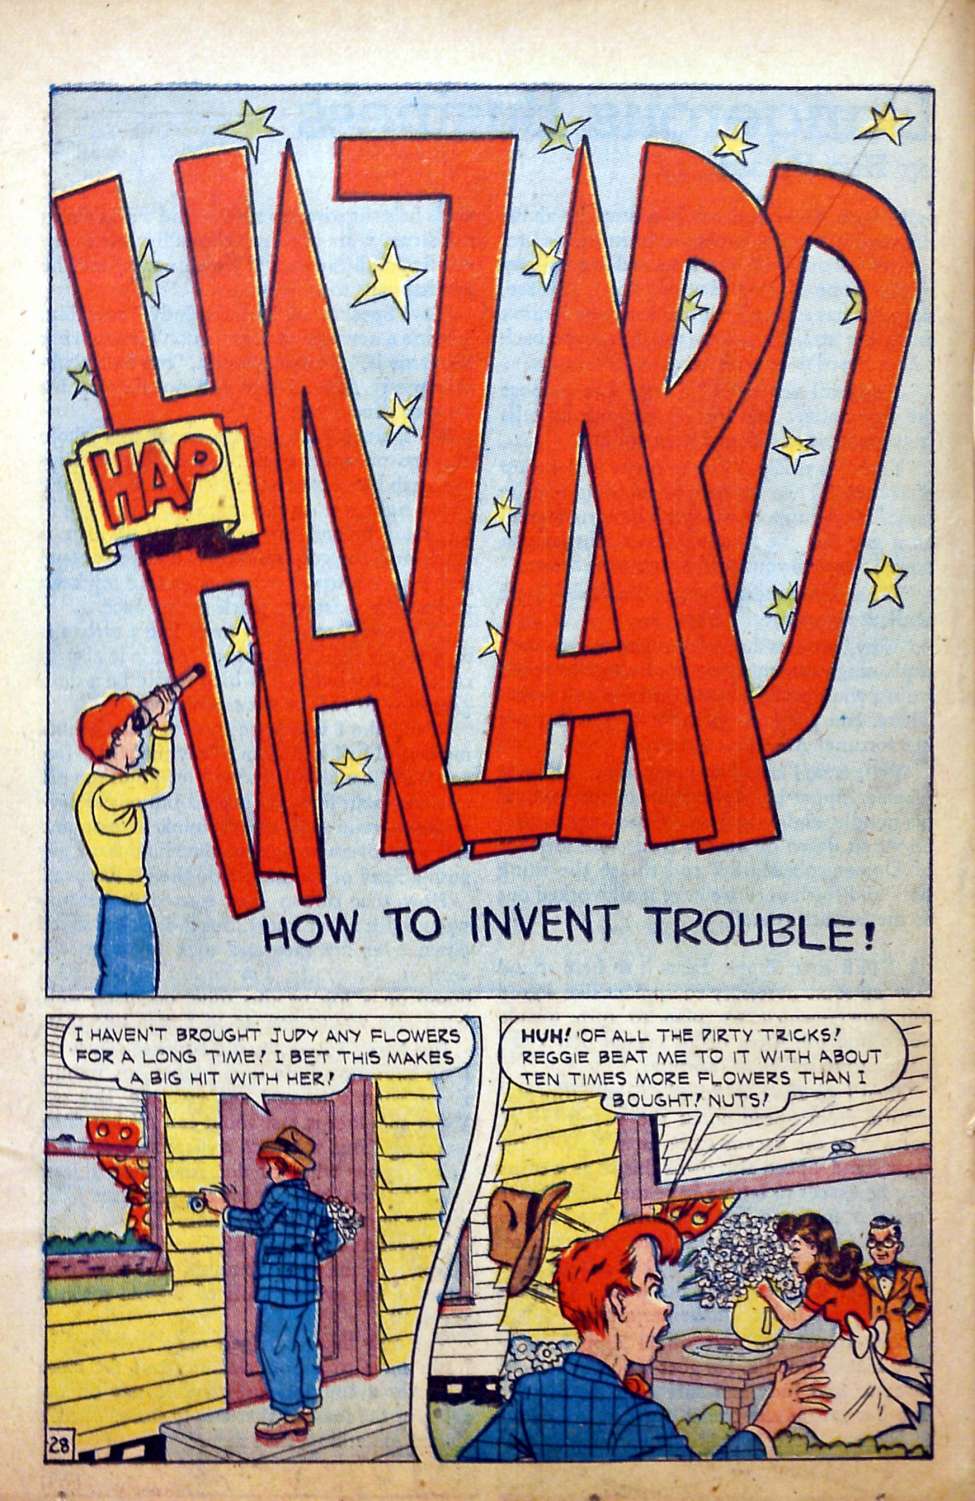 HAP
HAZARD
HOW TO INVENT TROUBLE!
I HAVEN'T BROUGHT JUDY ANY FLOWERS
FOR A LONG TIME! I BET THIS MAKES
A BIG HIT WITH HER!
HUH! 'OF ALL THE DIRTY TRICKS!
REGGIE BEAT ME TO IT WITH ABOUT
TEN TIMES MORE FLOWERS THAN I
BOUGHT! NUTS!
28